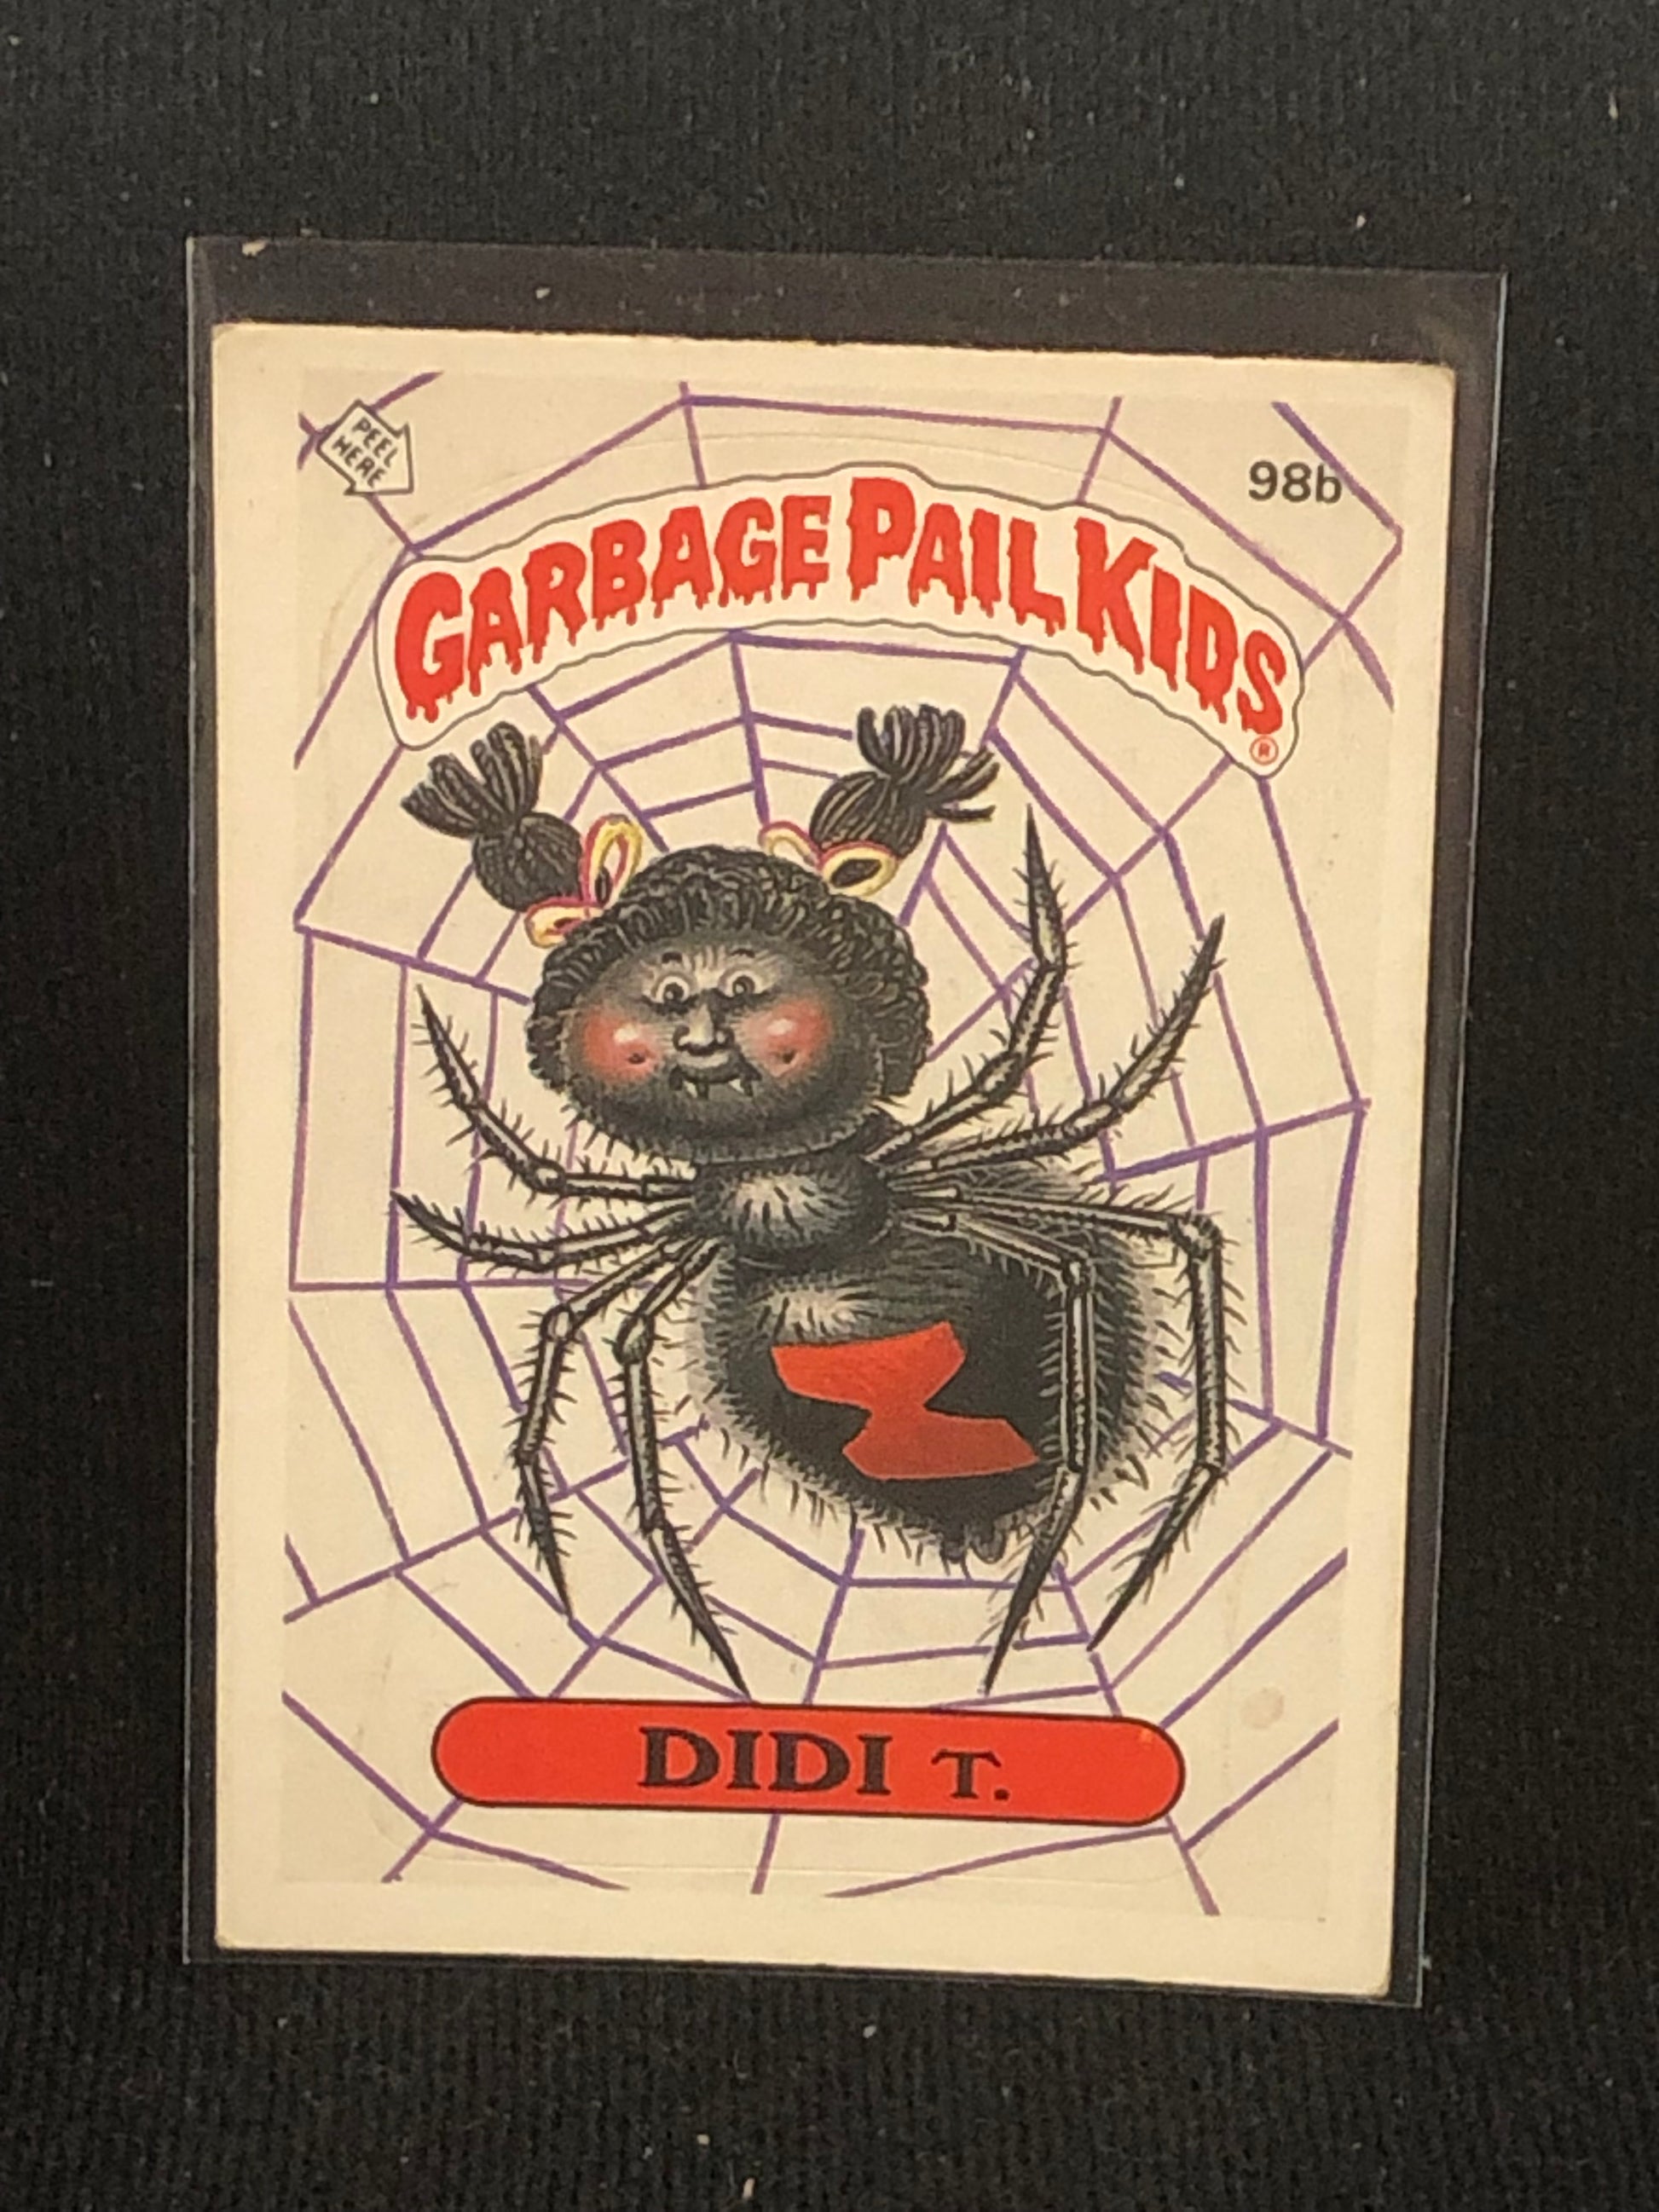 PEEL
HERE
98b
GARBAGE PAIL KIDS
®
DIDI T.